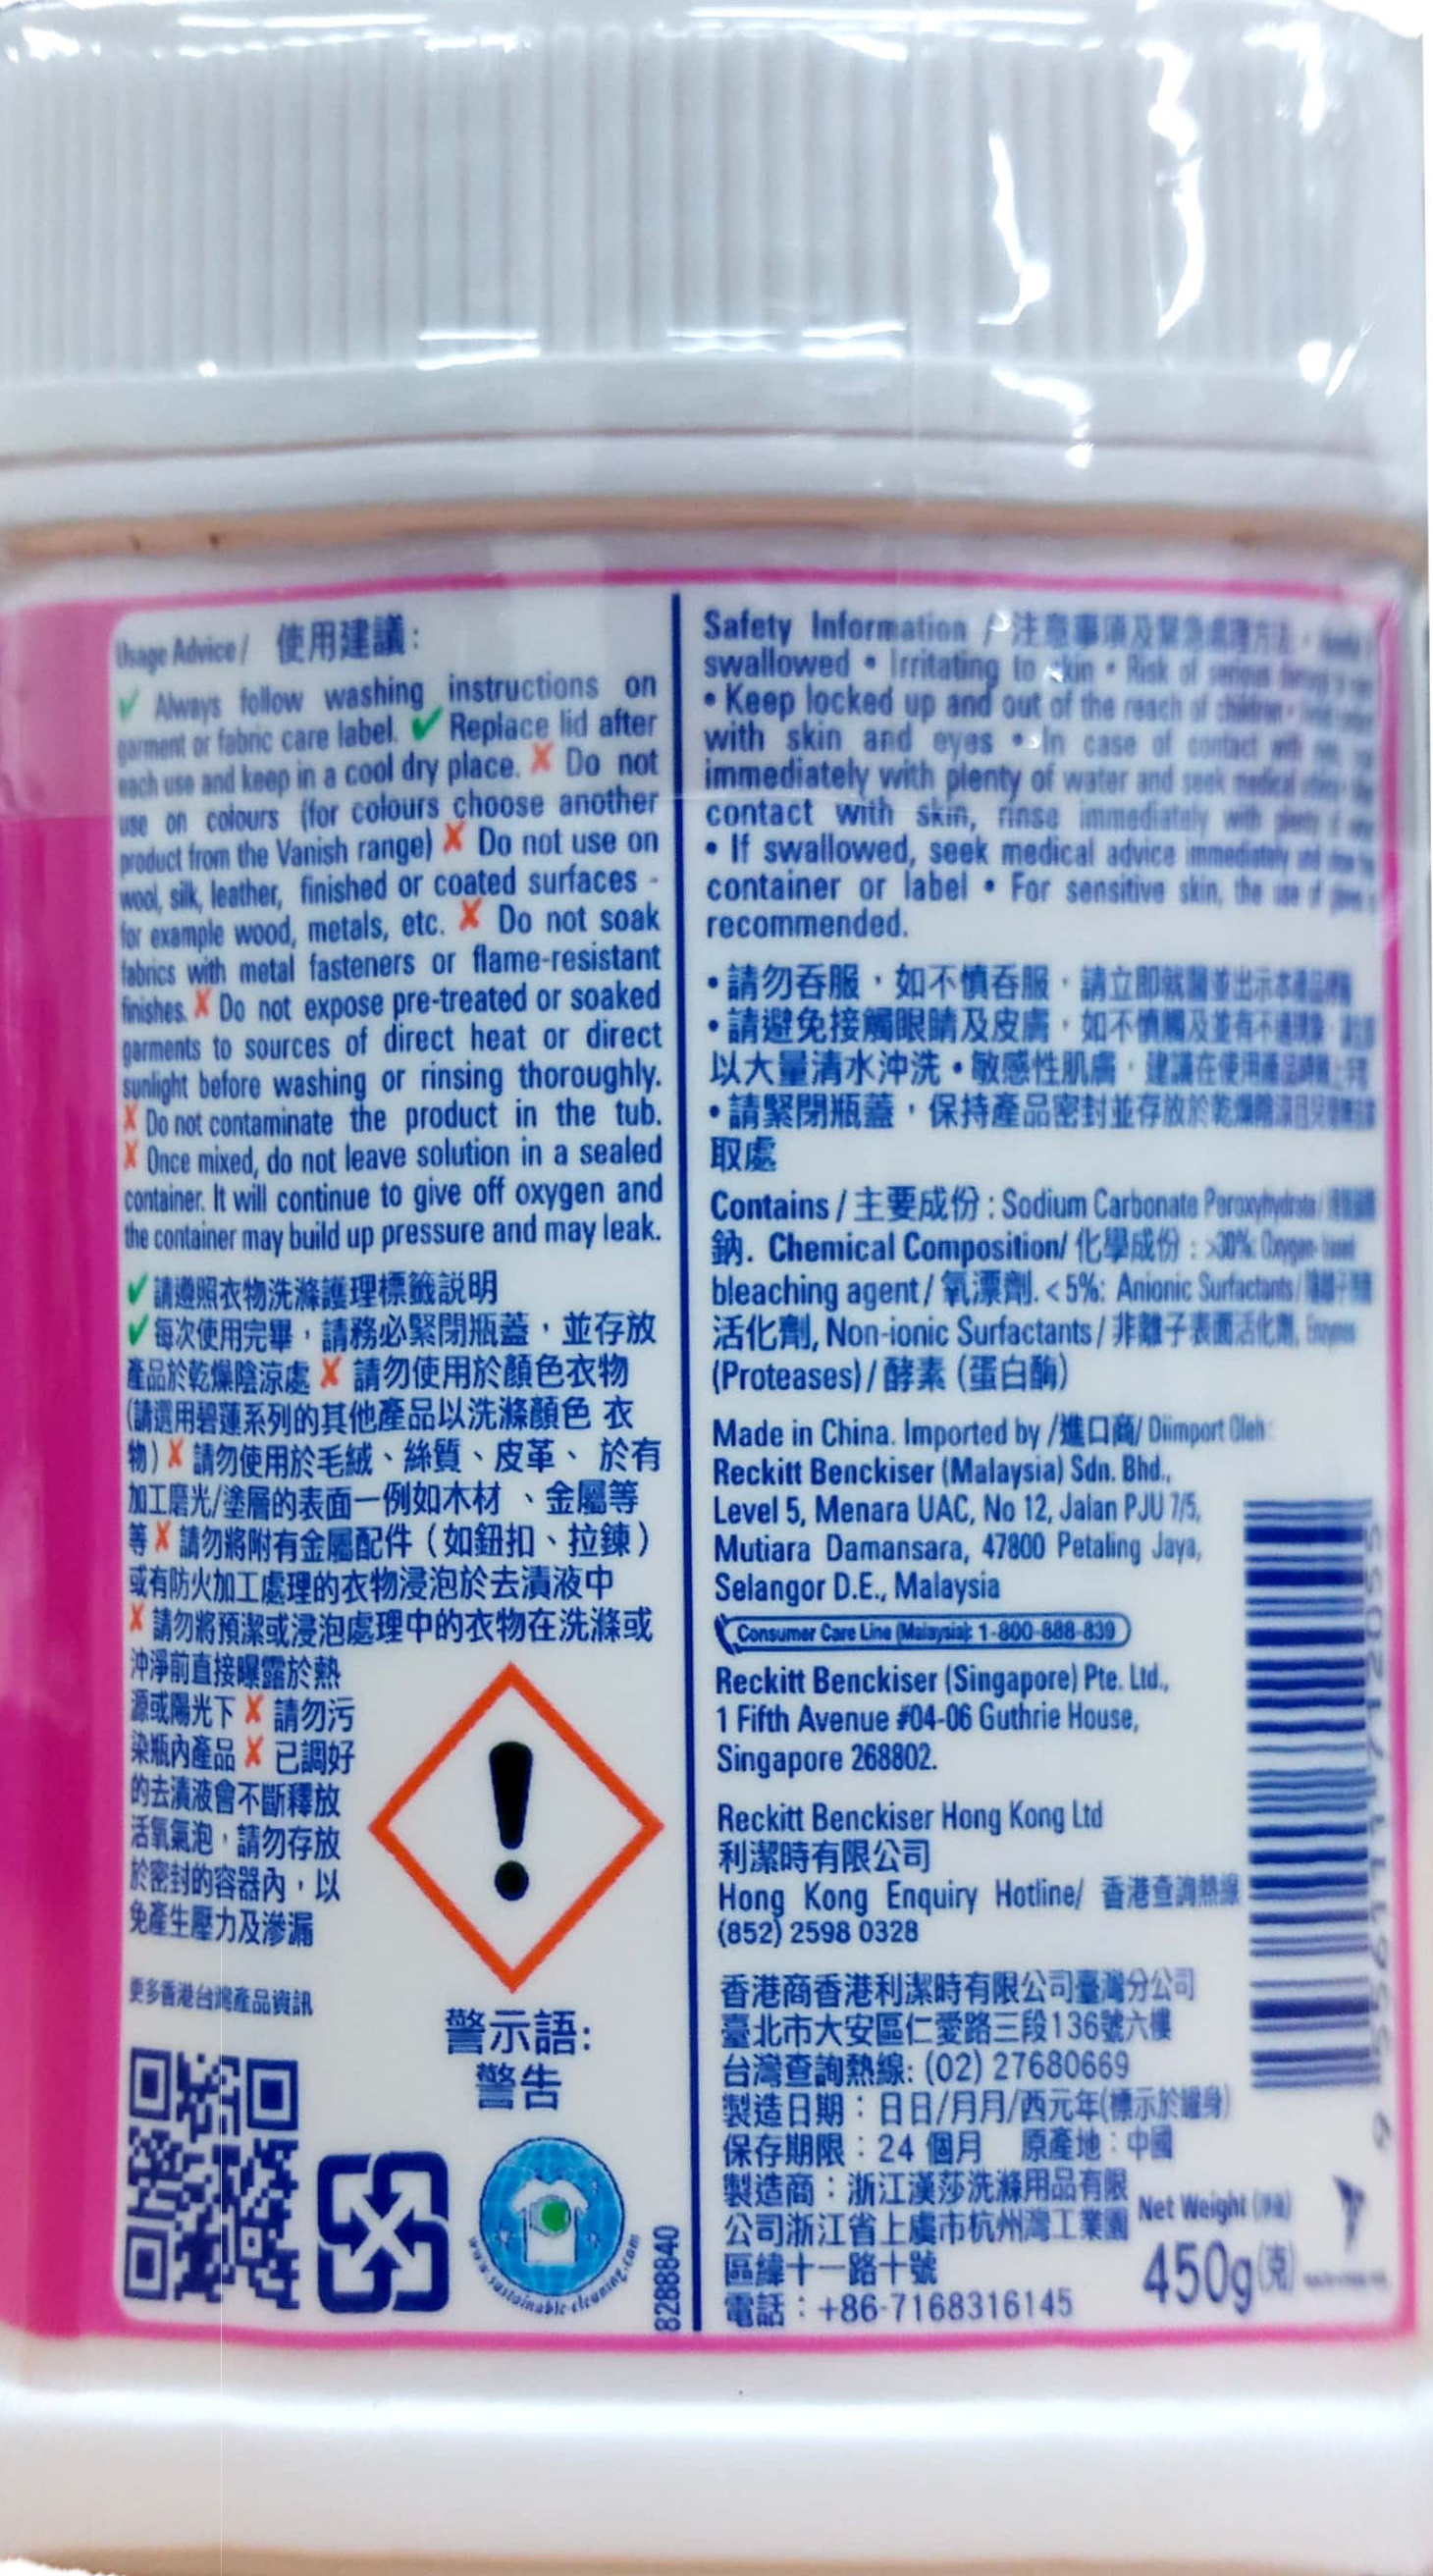 Usage Advice / 使用建議：
✓ Always follow washing instructions on
garment or fabric care label. ✓ Replace lid after
each use and keep in a cool dry place. ✗ Do not
use on colours (for colours choose another
product from the Vanish range) ✗ Do not use on
wool, silk, leather, finished or coated surfaces -
for example wood, metals, etc. ✗ Do not soak
fabrics with metal fasteners or flame-resistant
finishes. ✗ Do not expose pre-treated or soaked
garments to sources of direct heat or direct
sunlight before washing or rinsing thoroughly.
✗ Do not contaminate the product in the tub.
✗ Once mixed, do not leave solution in a sealed
container. It will continue to give off oxygen and
the container may build up pressure and may leak.
✓ 請遵照衣物洗滌護理標籤説明
✓ 每次使用完畢，請務必緊閉瓶蓋，並存放
產品於乾燥陰涼處 ✗ 請勿使用於顏色衣物
(請選用碧蓮系列的其他產品以洗滌顏色 衣
物) ✗ 請勿使用於毛絨、絲質、皮革、 於有
加工磨光/塗層的表面一例如木材 、金屬等
等 ✗ 請勿將附有金屬配件（如鈕扣、拉鍊）
或有防火加工處理的衣物浸泡於去漬液中
✗ 請勿將預潔或浸泡處理中的衣物在洗滌或
沖淨前直接曝露於熱
源或陽光下 ✗ 請勿污
染瓶內產品 ✗ 已調好
的去漬液會不斷釋放
活氧氣泡，請勿存放
於密封的容器內，以
免產生壓力及滲漏
更多香港台灣產品資訊
警示語:
警告
www.sustainable-cleaning.com
8288840
Safety Information / 注意事項及緊急處理方法 •
swallowed • Irritating to skin • Risk of serious
• Keep locked up and out of the reach of children •
with skin and eyes • In case of contact with
immediately with plenty of water and seek medical
contact with skin, rinse immediately with plenty of
• If swallowed, seek medical advice immediately and
container or label • For sensitive skin, the use of
recommended.
• 請勿吞服，如不慎吞服，請立即就醫並出示本產品
• 請避免接觸眼睛及皮膚，如不慎觸及並有不適現象
以大量清水沖洗 • 敏感性肌膚，建議在使用產品時戴上手
• 請緊閉瓶蓋，保持產品密封並存放於乾燥陰涼且兒童
取處
Contains / 主要成份 : Sodium Carbonate Peroxyhydrate /
鈉. Chemical Composition/ 化學成份 : >30%: Oxygen-based
bleaching agent / 氧漂劑. < 5%: Anionic Surfactants /
活化劑, Non-ionic Surfactants / 非離子表面活化劑, Enzymes
(Proteases) / 酵素（蛋白酶）
Made in China. Imported by /進口商/ Diimport Oleh:
Reckitt Benckiser (Malaysia) Sdn. Bhd.,
Level 5, Menara UAC, No 12, Jalan PJU 7/5,
Mutiara Damansara, 47800 Petaling Jaya,
Selangor D.E., Malaysia
Consumer Care Line (Malaysia): 1-800-888-839
Reckitt Benckiser (Singapore) Pte. Ltd.,
1 Fifth Avenue #04-06 Guthrie House,
Singapore 268802.
Reckitt Benckiser Hong Kong Ltd
利潔時有限公司
Hong Kong Enquiry Hotline/ 香港查詢熱線
(852) 2598 0328
香港商香港利潔時有限公司臺灣分公司
臺北市大安區仁愛路三段136號六樓
台灣查詢熱線: (02) 27680669
製造日期：日日/月月/西元年(標示於罐身)
保存期限：24 個月 原產地：中國
製造商：浙江漢莎洗滌用品有限
公司浙江省上虞市杭州灣工業園
區緯十一路十號
電話：+86-7168316145
Net Weight (淨重)
450g(克)